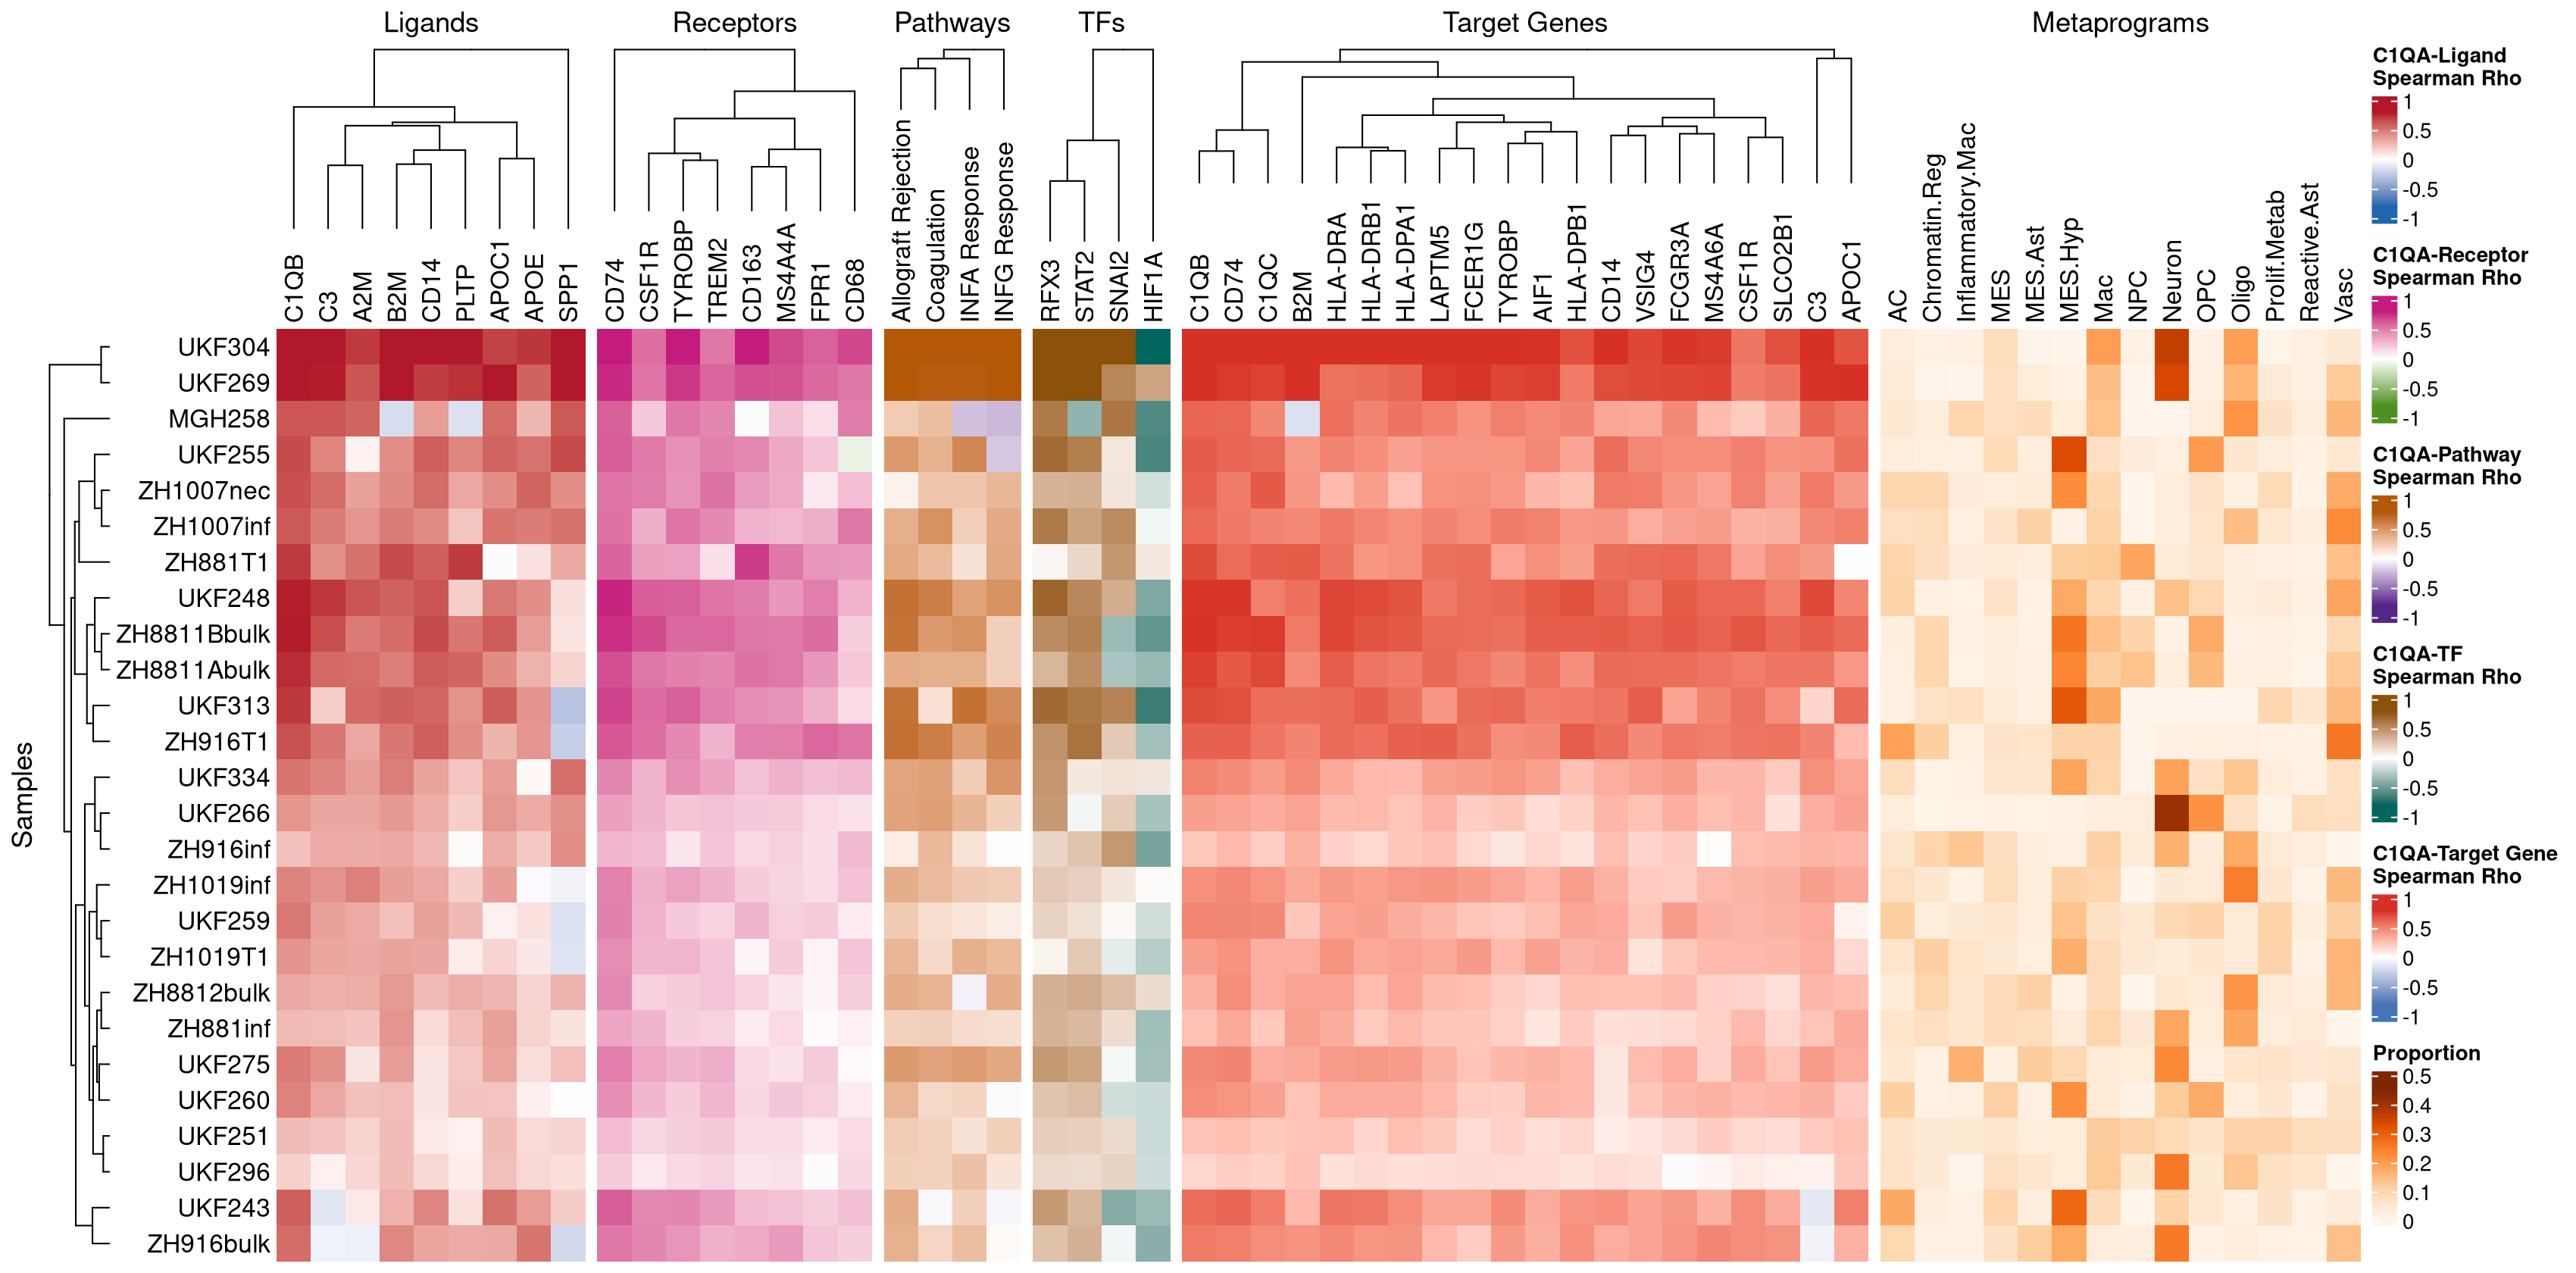 Ligands
Receptors
Pathways
TFs
Target Genes
Metaprograms
C1QB
C3
A2M
B2M
CD14
PLTP
APOC1
APOE
SPP1
CD74
CSF1R
TYROBP
TREM2
CD163
MS4A4A
FPR1
CD68
Allograft Rejection
Coagulation
INFA Response
INFG Response
RFX3
STAT2
SNAI2
HIF1A
C1QB
CD74
C1QC
B2M
HLA-DRA
HLA-DRB1
HLA-DPA1
LAPTM5
FCER1G
TYROBP
AIF1
HLA-DPB1
CD14
VSIG4
FCGR3A
MS4A6A
CSF1R
SLCO2B1
C3
APOC1
AC
Chromatin.Reg
Inflammatory.Mac
MES
MES.Ast
MES.Hyp
Mac
NPC
Neuron
OPC
Oligo
Prolif.Metab
Reactive.Ast
Vasc
Samples
UKF304
UKF269
MGH258
UKF255
ZH1007nec
ZH1007inf
ZH881T1
UKF248
ZH8811Bbulk
ZH8811Abulk
UKF313
ZH916T1
UKF334
UKF266
ZH916inf
ZH1019inf
UKF259
ZH1019T1
ZH8812bulk
ZH881inf
UKF275
UKF260
UKF251
UKF296
UKF243
ZH916bulk
C1QA-Ligand
Spearman Rho
1
0.5
0
-0.5
-1
C1QA-Receptor
Spearman Rho
1
0.5
0
-0.5
-1
C1QA-Pathway
Spearman Rho
1
0.5
0
-0.5
-1
C1QA-TF
Spearman Rho
1
0.5
0
-0.5
-1
C1QA-Target Gene
Spearman Rho
1
0.5
0
-0.5
-1
Proportion
0.5
0.4
0.3
0.2
0.1
0